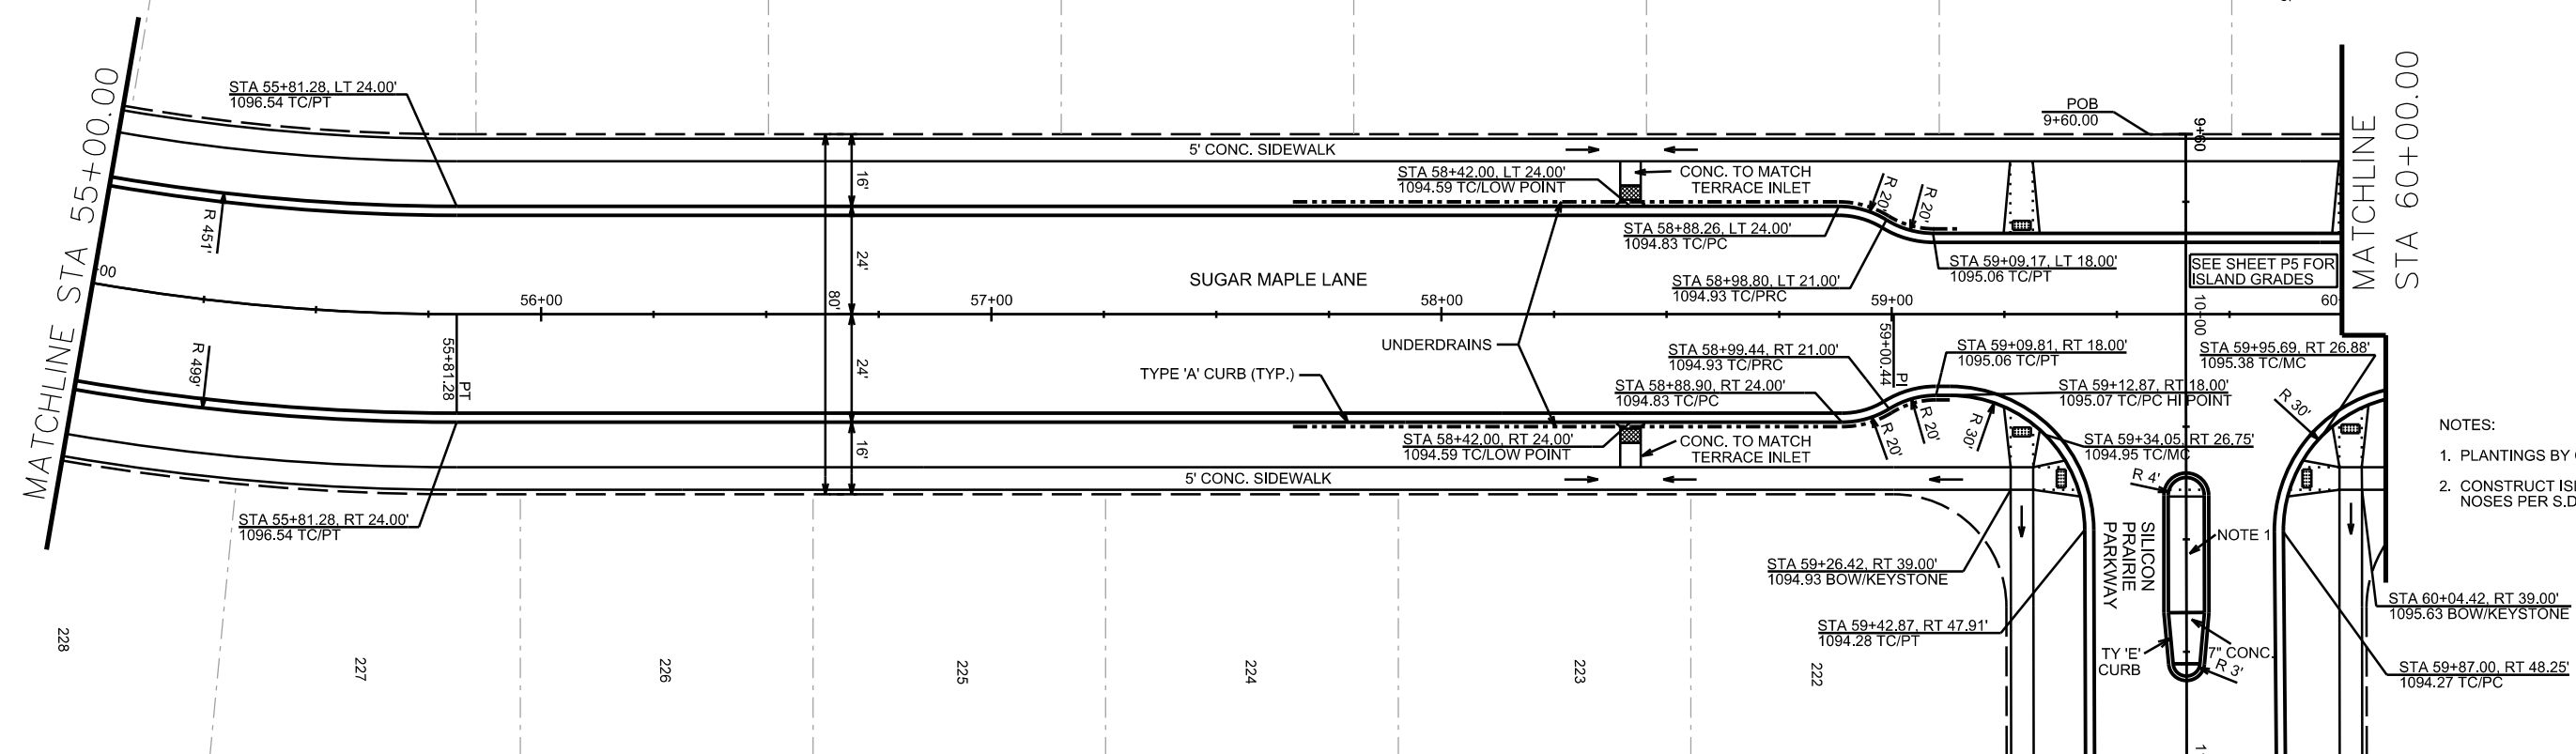 MATCHLINE STA 55+00.00
STA 55+81.28, LT 24.00'
1096.54 TC/PT
R 451'
+00
R 499'
STA 55+81.28, RT 24.00'
1096.54 TC/PT
55+81.28
PT
56+00
16'
24'
80'
24'
16'
57+00
5' CONC. SIDEWALK
SUGAR MAPLE LANE
TYPE 'A' CURB (TYP.)
UNDERDRAINS
5' CONC. SIDEWALK
58+00
STA 58+42.00, LT 24.00'
1094.59 TC/LOW POINT
CONC. TO MATCH
TERRACE INLET
STA 58+88.26, LT 24.00'
1094.83 TC/PC
STA 58+98.80, LT 21.00'
1094.93 TC/PRC
R 20'
R 20'
STA 59+09.17, LT 18.00'
1095.06 TC/PT
59+00
59+00.44
PI
STA 58+99.44, RT 21.00'
1094.93 TC/PRC
STA 58+88.90, RT 24.00'
1094.83 TC/PC
STA 58+42.00, RT 24.00'
1094.59 TC/LOW POINT
CONC. TO MATCH
TERRACE INLET
R 20'
R 20'
R 30'
STA 59+09.81, RT 18.00'
1095.06 TC/PT
STA 59+12.87, RT 18.00'
1095.07 TC/PC HI POINT
STA 59+34.05, RT 26.75'
1094.95 TC/MC
STA 59+26.42, RT 39.00'
1094.93 BOW/KEYSTONE
STA 59+42.87, RT 47.91'
1094.28 TC/PT
POB
9+60.00
9+60
SEE SHEET P5 FOR
ISLAND GRADES
10+00
60
STA 59+95.69, RT 26.88'
1095.38 TC/MC
R 30'
R 4'
SILICON
PRAIRIE
PARKWAY
NOTE 1
TY 'E'
CURB
7" CONC.
R 3'
STA 60+04.42, RT 39.00'
1095.63 BOW/KEYSTONE
STA 59+87.00, RT 48.25'
1094.27 TC/PC
MATCHLINE
STA 60+00.00
NOTES:
1. PLANTINGS BY
2. CONSTRUCT
NOSES PER
228
227
226
225
224
223
222